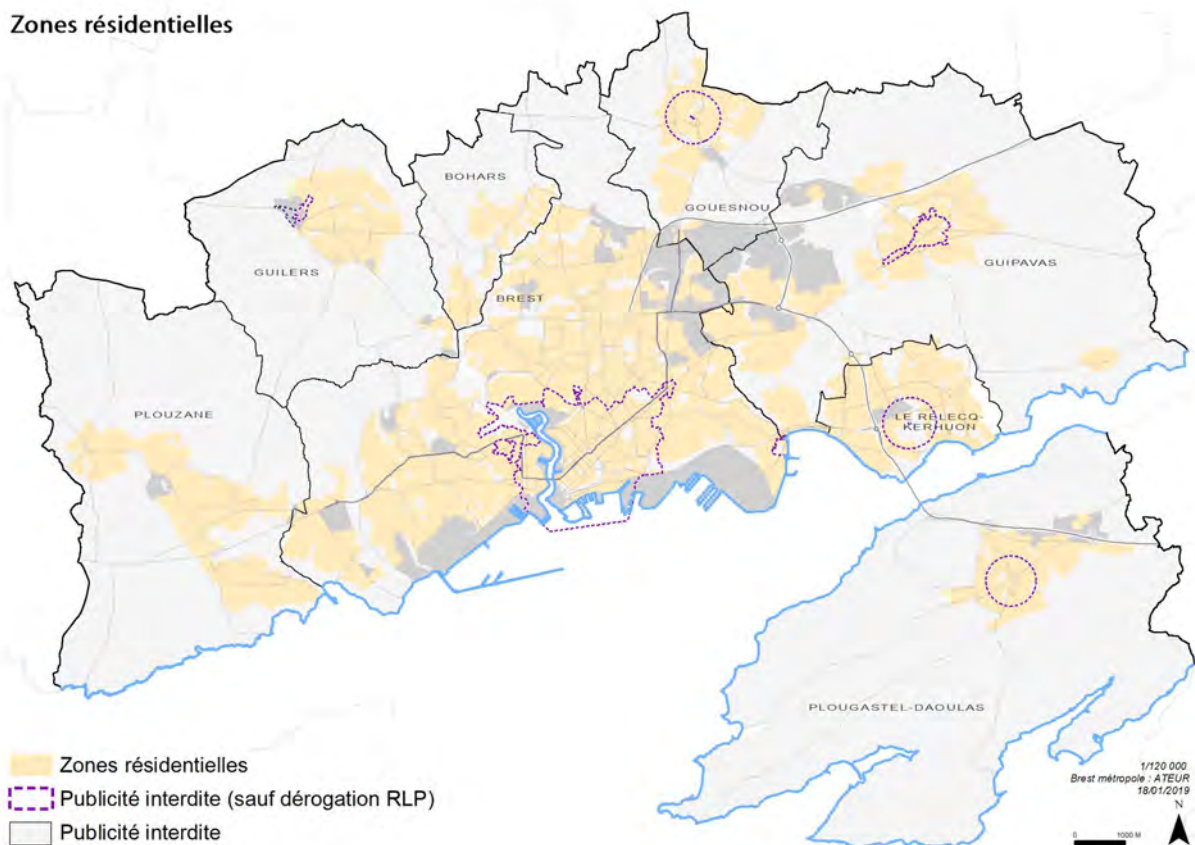 Zones résidentielles
BOHARS
GOUESNOU
GUIPAVAS
GUILERS
BREST
PLOUZANE
LE RELECQ-
KERHUON
PLOUGASTEL-DAOULAS
Zones résidentielles
Publicité interdite (sauf dérogation RLP)
Publicité interdite
1/120 000
Brest métropole : ATEUR
18/01/2019
N
0 1000 M